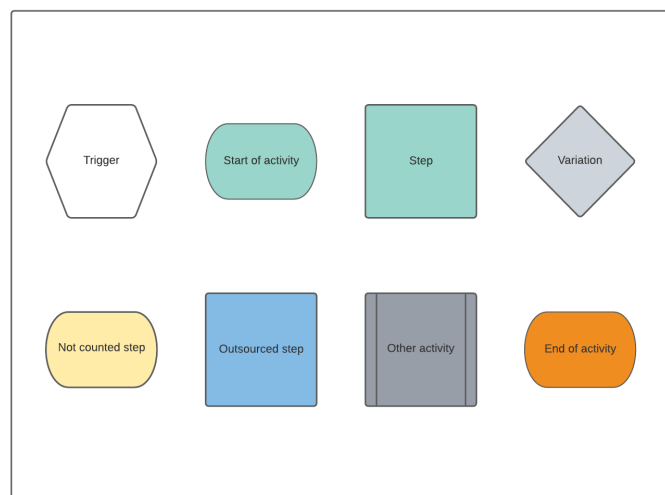 Trigger
Start of activity
Step
Variation
Not counted step
Outsourced step
Other activity
End of activity